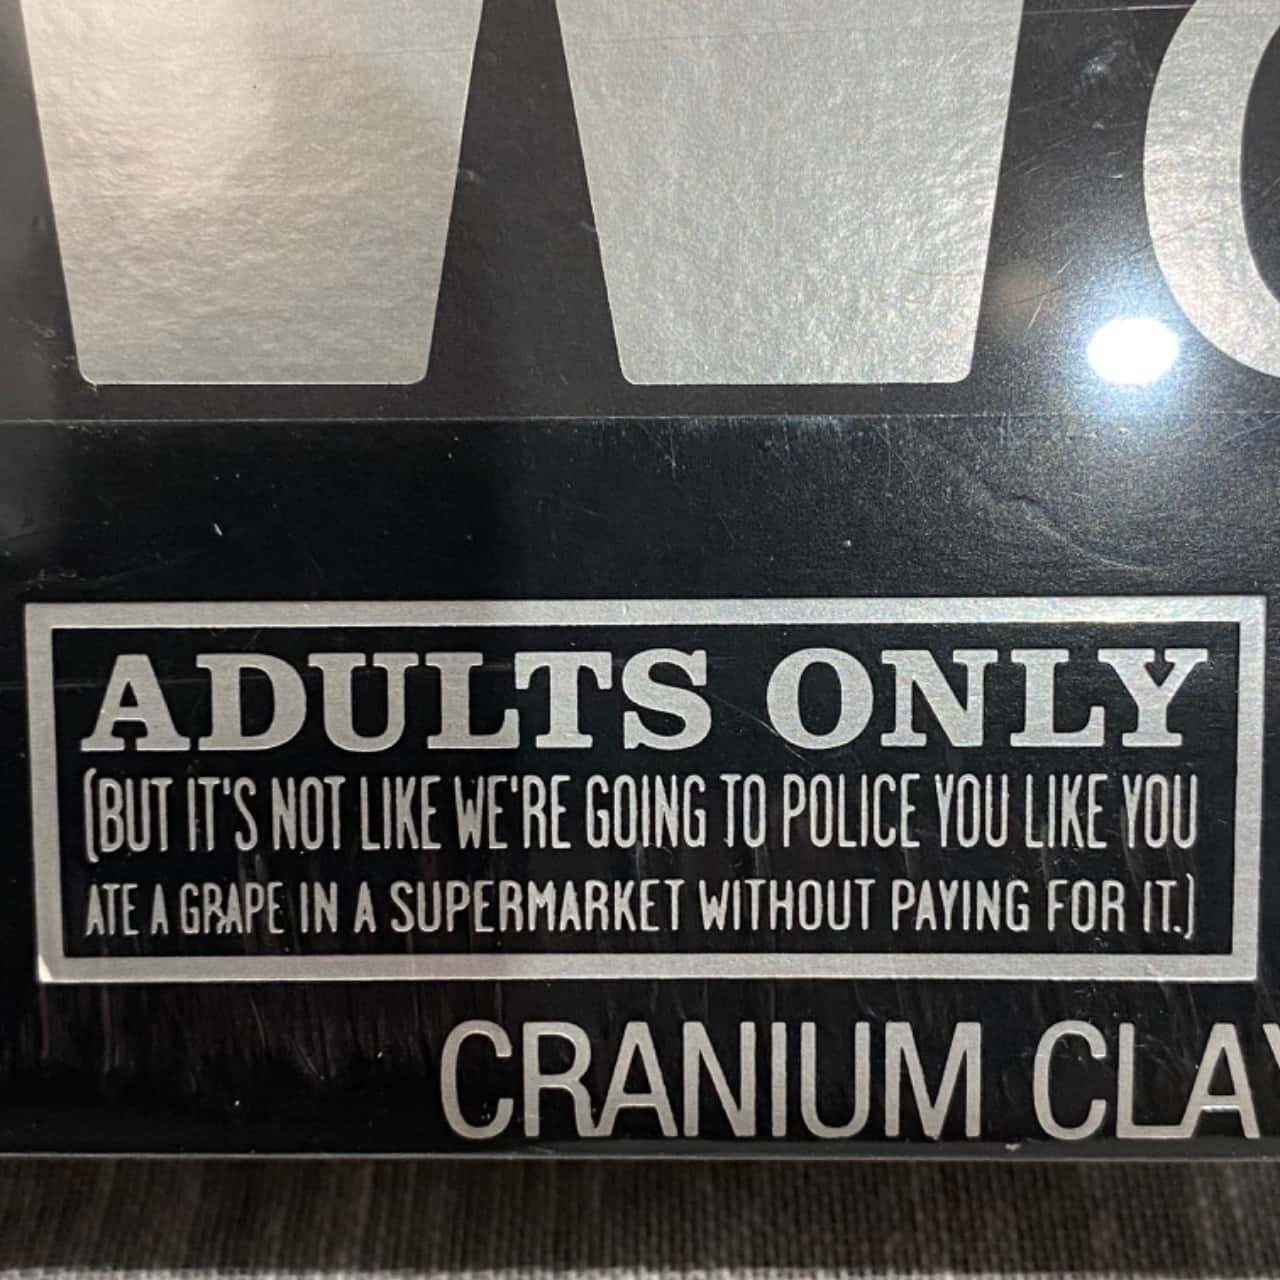 ADULTS ONLY
(BUT IT'S NOT LIKE WE'RE GOING TO POLICE YOU LIKE YOU
ATE A GRAPE IN A SUPERMARKET WITHOUT PAYING FOR IT.)
CRANIUM CLAY